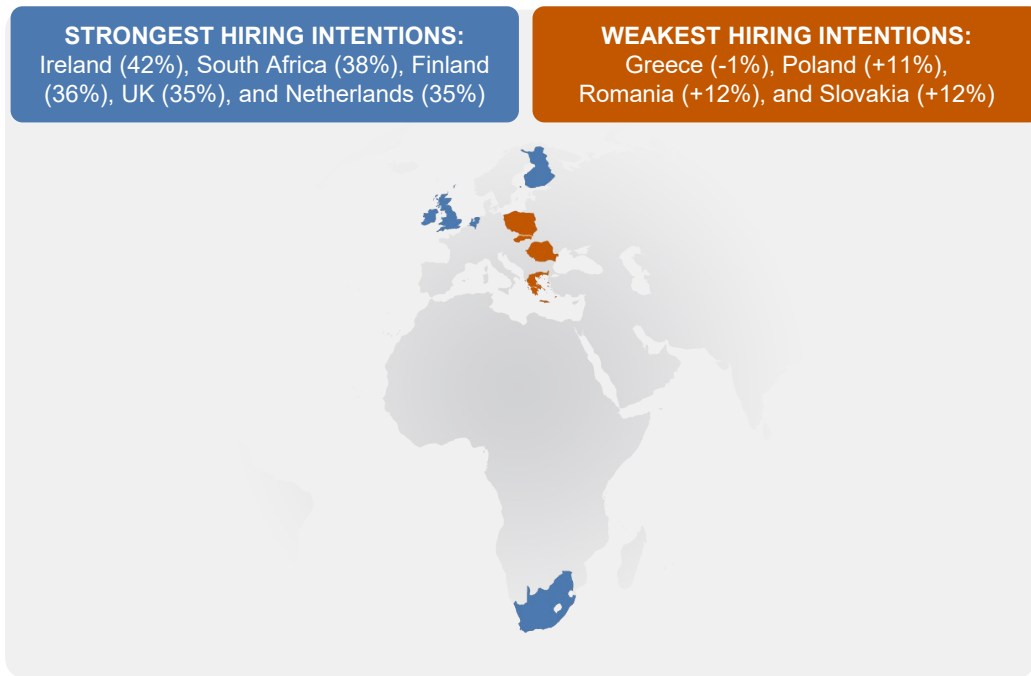 STRONGEST HIRING INTENTIONS:
Ireland (42%), South Africa (38%), Finland
(36%), UK (35%), and Netherlands (35%)
WEAKEST HIRING INTENTIONS:
Greece (-1%), Poland (+11%),
Romania (+12%), and Slovakia (+12%)